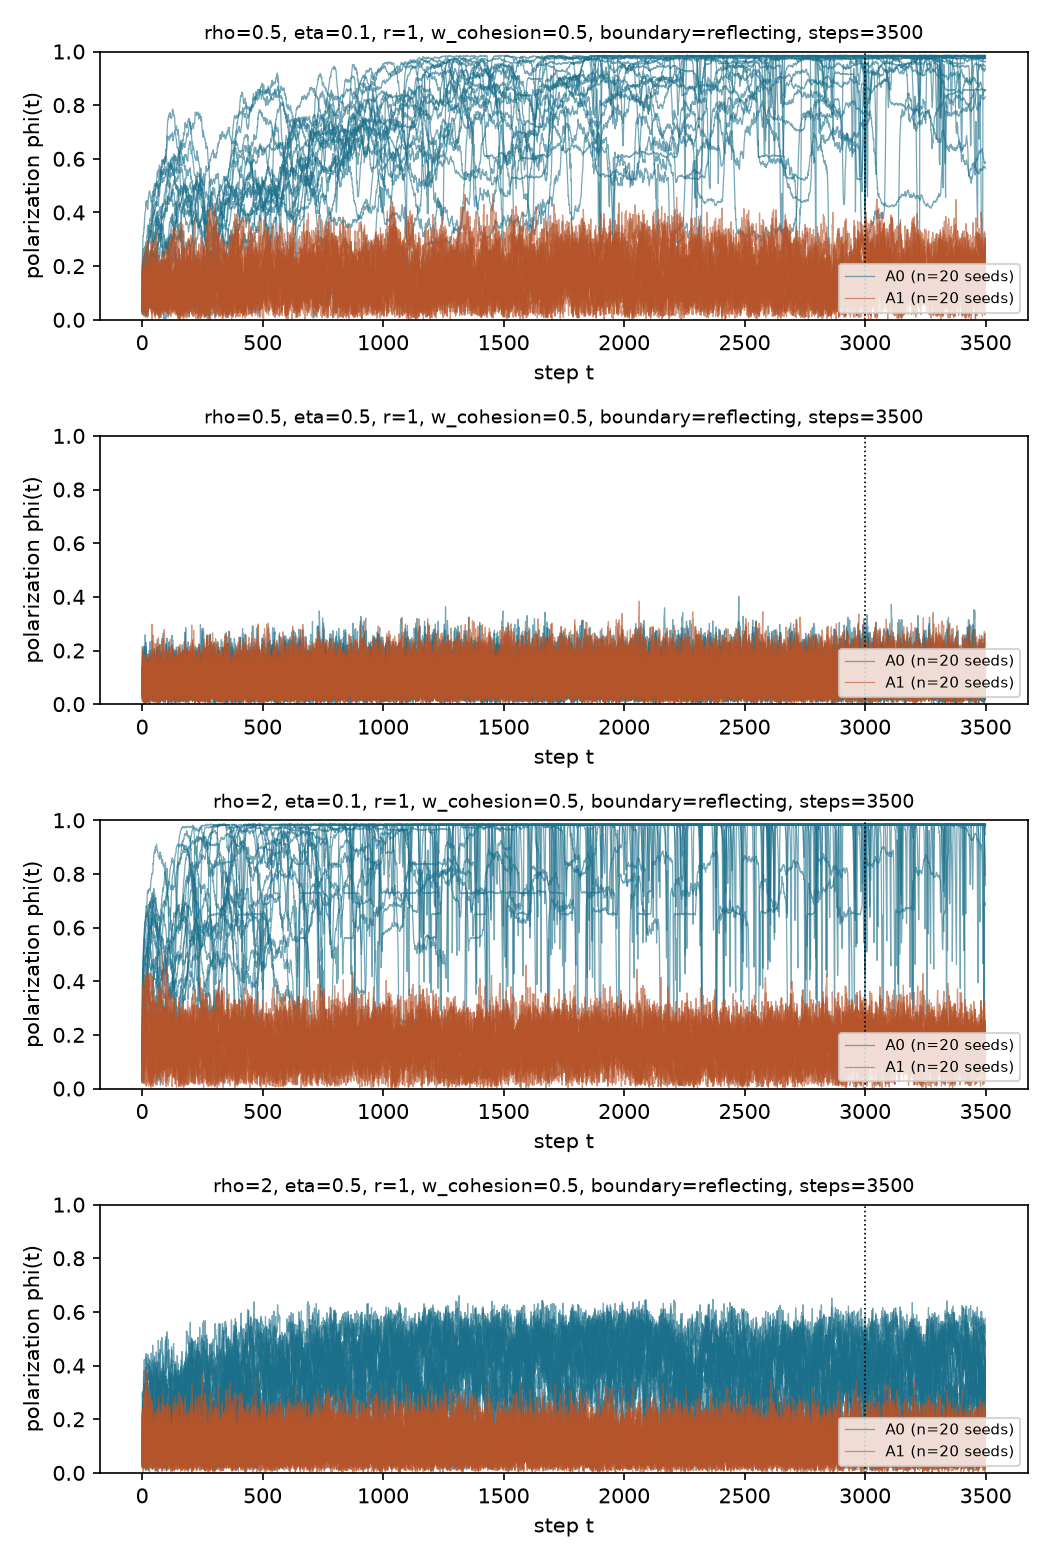 rho=0.5, eta=0.1, r=1, w_cohesion=0.5, boundary=reflecting, steps=3500
1.0
0.8
0.6
0.4
0.2
0.0
polarization phi(t)
A0 (n=20 seeds)
A1 (n=20 seeds)
0 500 1000 1500 2000 2500 3000 3500
step t
rho=0.5, eta=0.5, r=1, w_cohesion=0.5, boundary=reflecting, steps=3500
1.0
0.8
0.6
0.4
0.2
0.0
polarization phi(t)
A0 (n=20 seeds)
A1 (n=20 seeds)
0 500 1000 1500 2000 2500 3000 3500
step t
rho=2, eta=0.1, r=1, w_cohesion=0.5, boundary=reflecting, steps=3500
1.0
0.8
0.6
0.4
0.2
0.0
polarization phi(t)
A0 (n=20 seeds)
A1 (n=20 seeds)
0 500 1000 1500 2000 2500 3000 3500
step t
rho=2, eta=0.5, r=1, w_cohesion=0.5, boundary=reflecting, steps=3500
1.0
0.8
0.6
0.4
0.2
0.0
polarization phi(t)
A0 (n=20 seeds)
A1 (n=20 seeds)
0 500 1000 1500 2000 2500 3000 3500
step t